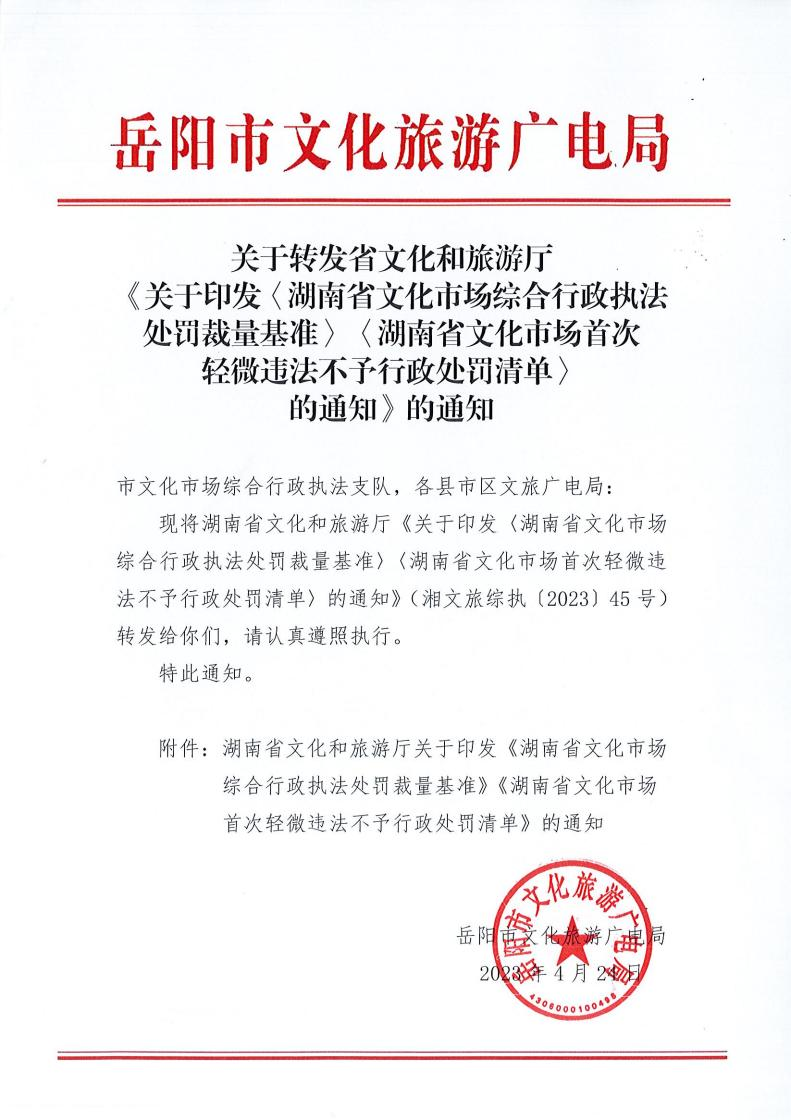 岳阳市文化旅游广电局
关于转发省文化和旅游厅
《关于印发〈湖南省文化市场综合行政执法
处罚裁量基准〉〈湖南省文化市场首次
轻微违法不予行政处罚清单〉
的通知》的通知
市文化市场综合行政执法支队，各县市区文旅广电局：
现将湖南省文化和旅游厅《关于印发〈湖南省文化市场
综合行政执法处罚裁量基准〉〈湖南省文化市场首次轻微违
法不予行政处罚清单〉的通知》（湘文旅综执〔2023〕45号）
转发给你们，请认真遵照执行。
特此通知。
附件：湖南省文化和旅游厅关于印发《湖南省文化市场
综合行政执法处罚裁量基准》《湖南省文化市场
首次轻微违法不予行政处罚清单》的通知
岳阳市文化旅游广电局
2023年4月24日
岳阳市文化旅游广电局
4306000100498